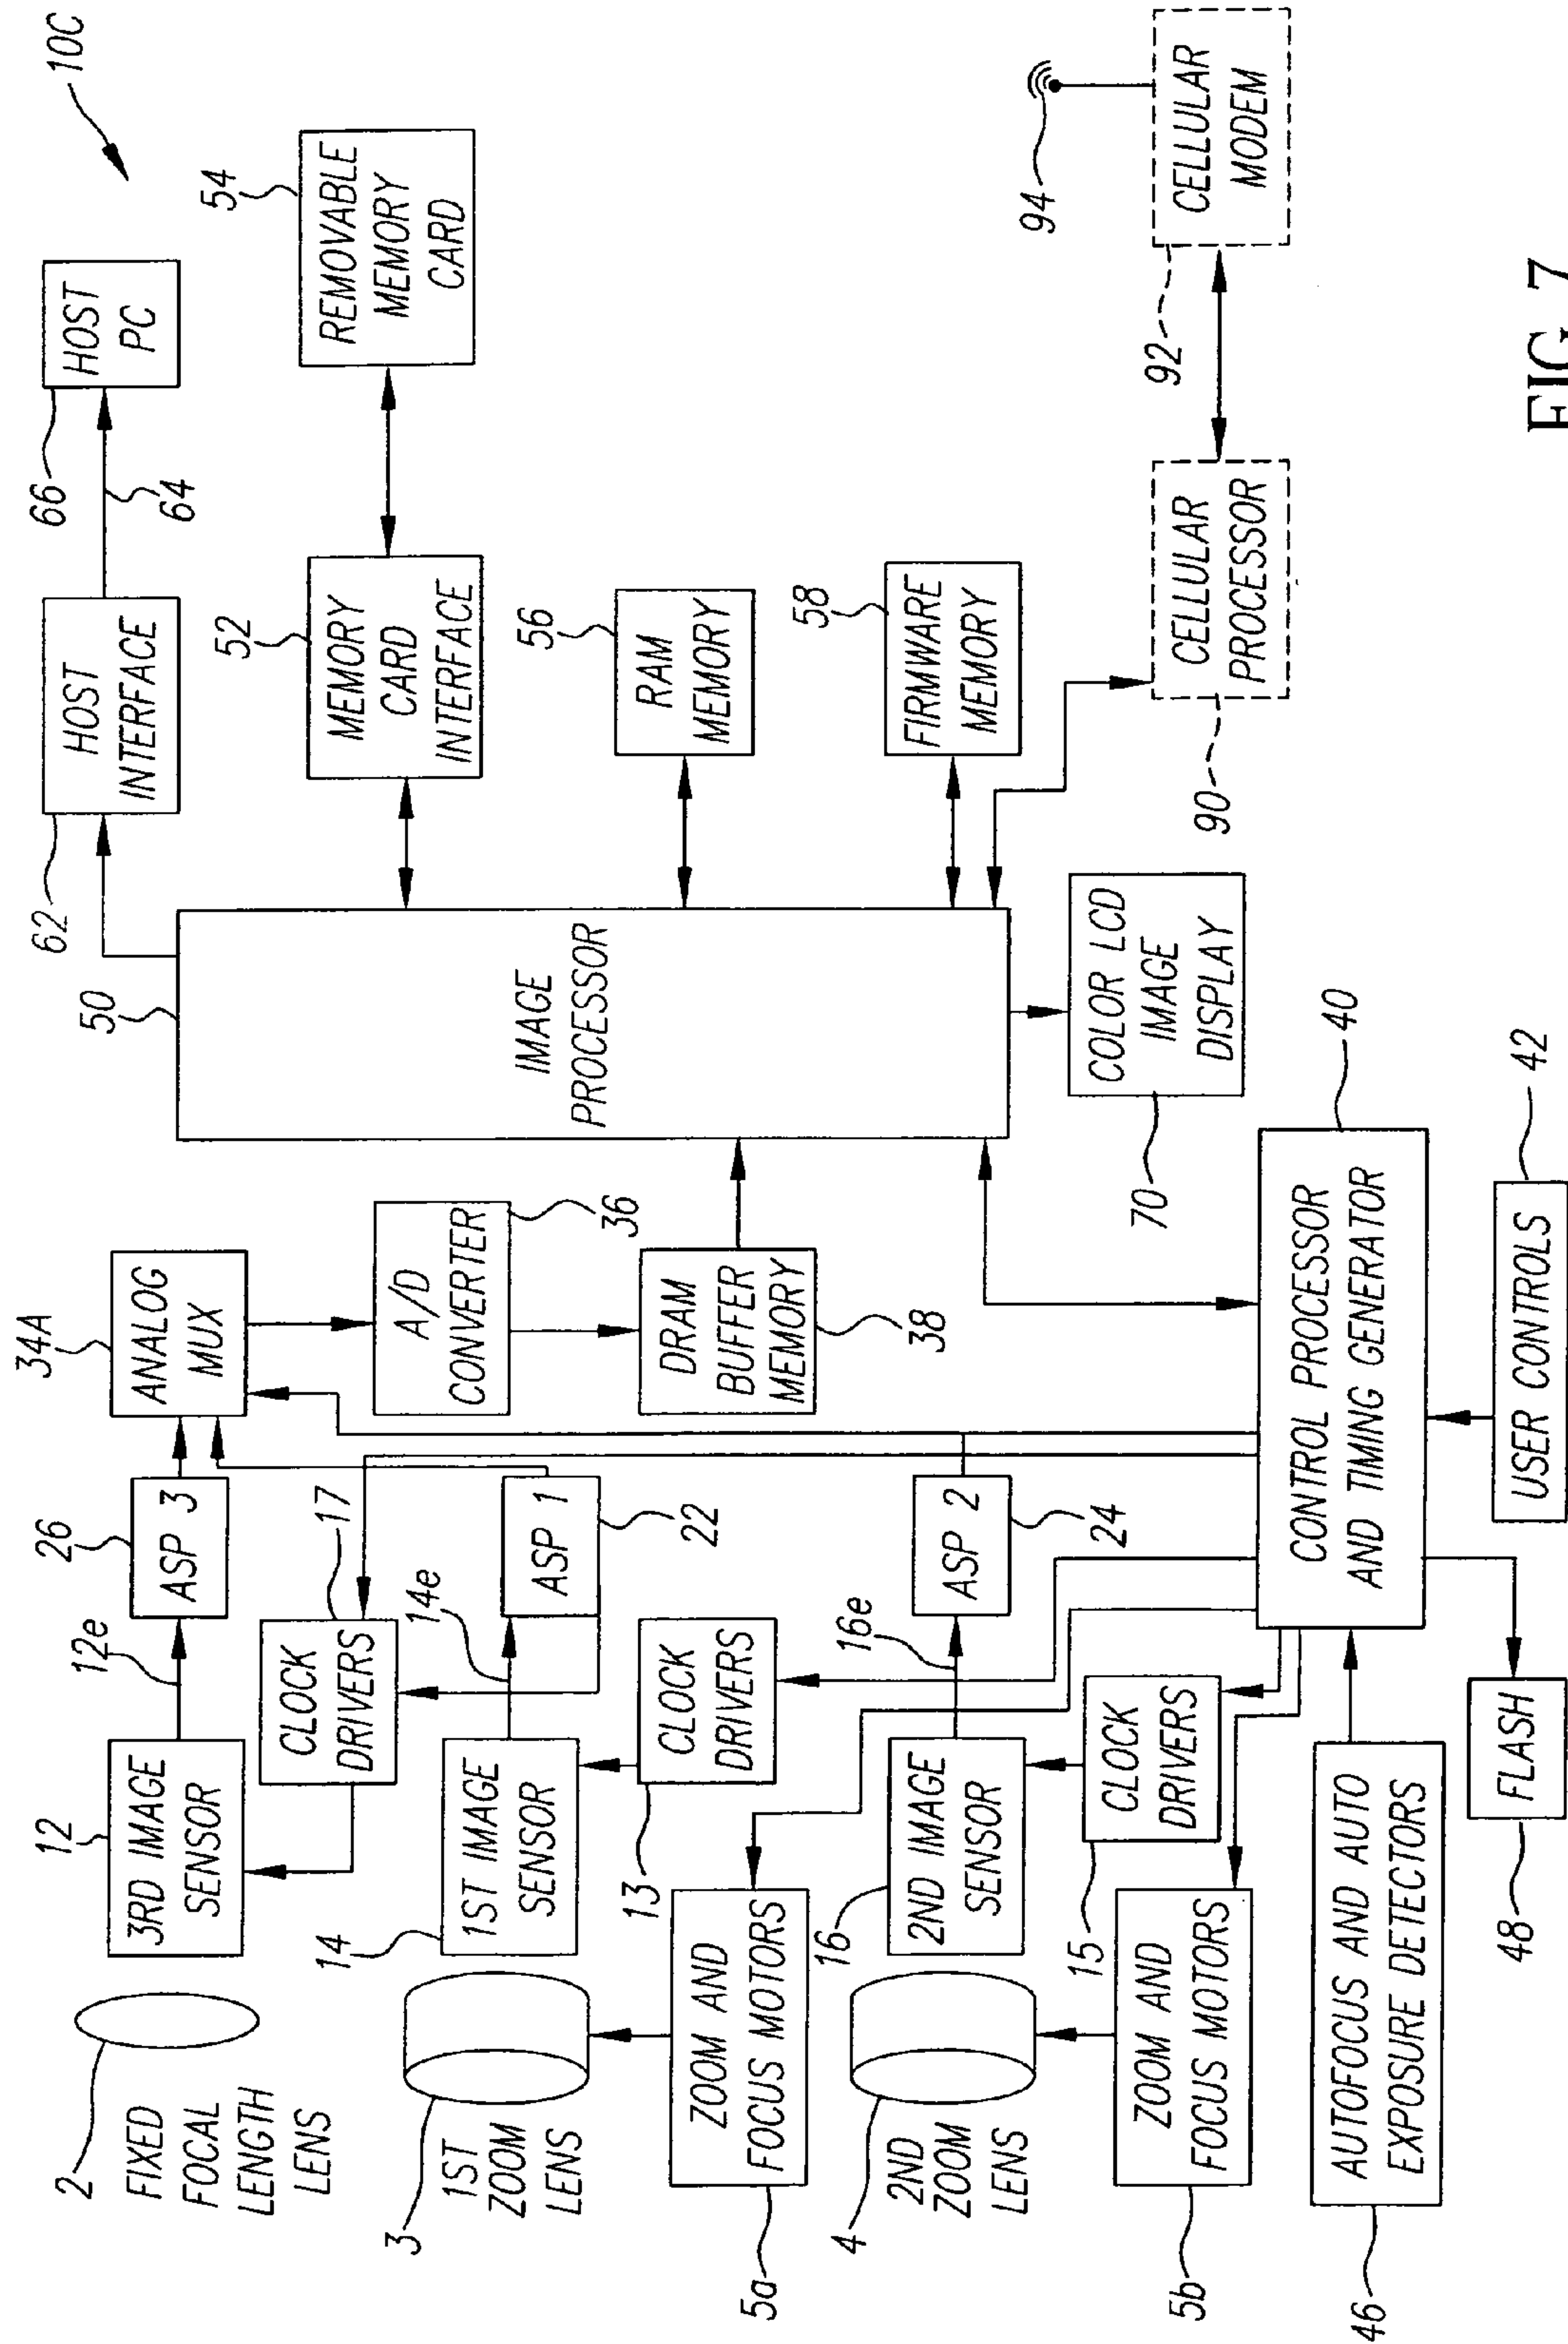 10C
2
FIXED
FOCAL
LENGTH
LENS
12
3RD IMAGE
SENSOR
12e
26
ASP 3
34A
ANALOG
MUX
50
IMAGE
PROCESSOR
62
HOST
INTERFACE
64
66
HOST
PC
17
CLOCK
DRIVERS
36
A/D
CONVERTER
52
MEMORY
CARD
INTERFACE
54
REMOVABLE
MEMORY
CARD
3
1ST
ZOOM
LENS
14
1ST IMAGE
SENSOR
14e
ASP 1
22
13
CLOCK
DRIVERS
38
DRAM
BUFFER
MEMORY
56
RAM
MEMORY
5a
ZOOM AND
FOCUS MOTORS
4
2ND
ZOOM
LENS
16
2ND IMAGE
SENSOR
16e
ASP 2
24
58
FIRMWARE
MEMORY
15
CLOCK
DRIVERS
5b
ZOOM AND
FOCUS MOTORS
70
COLOR LCD
IMAGE
DISPLAY
90
CELLULAR
PROCESSOR
92
CELLULAR
MODEM
94
46
AUTOFOCUS AND AUTO
EXPOSURE DETECTORS
40
CONTROL PROCESSOR
AND TIMING GENERATOR
48
FLASH
42
USER CONTROLS
FIG. 7